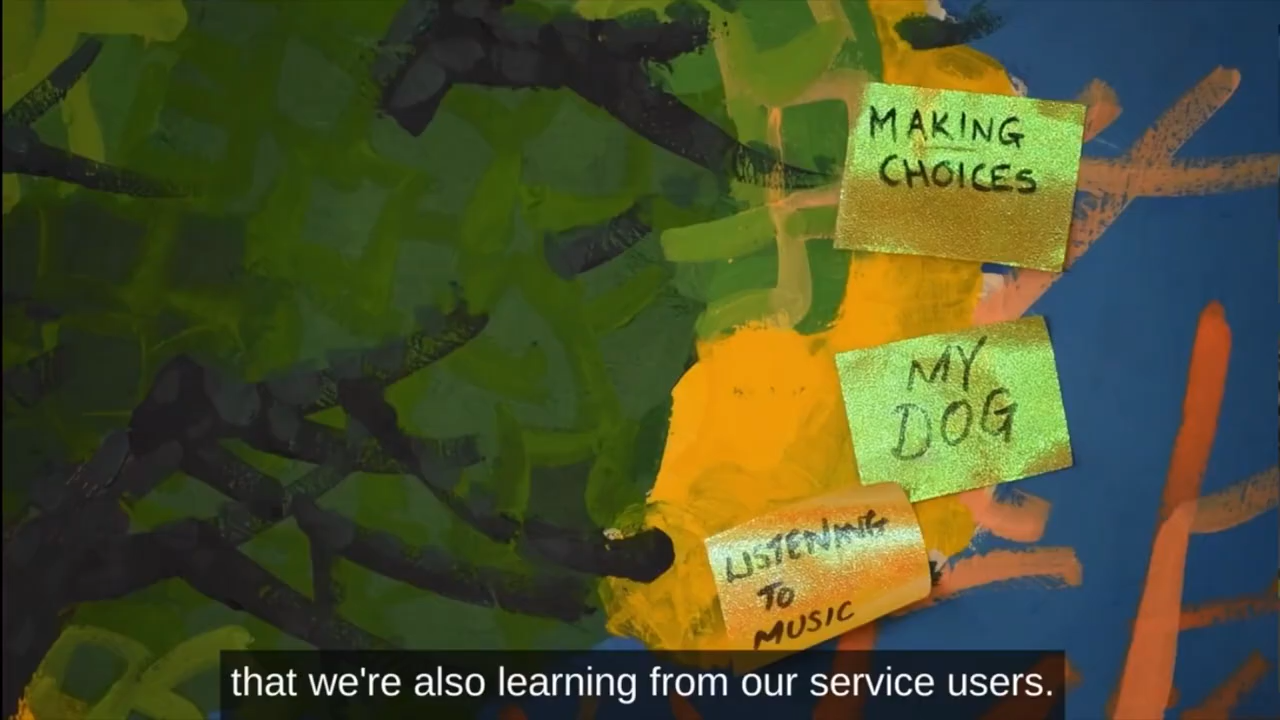 MAKING
CHOICES
MY
DOG
LISTENING
TO
MUSIC
that we're also learning from our service users.